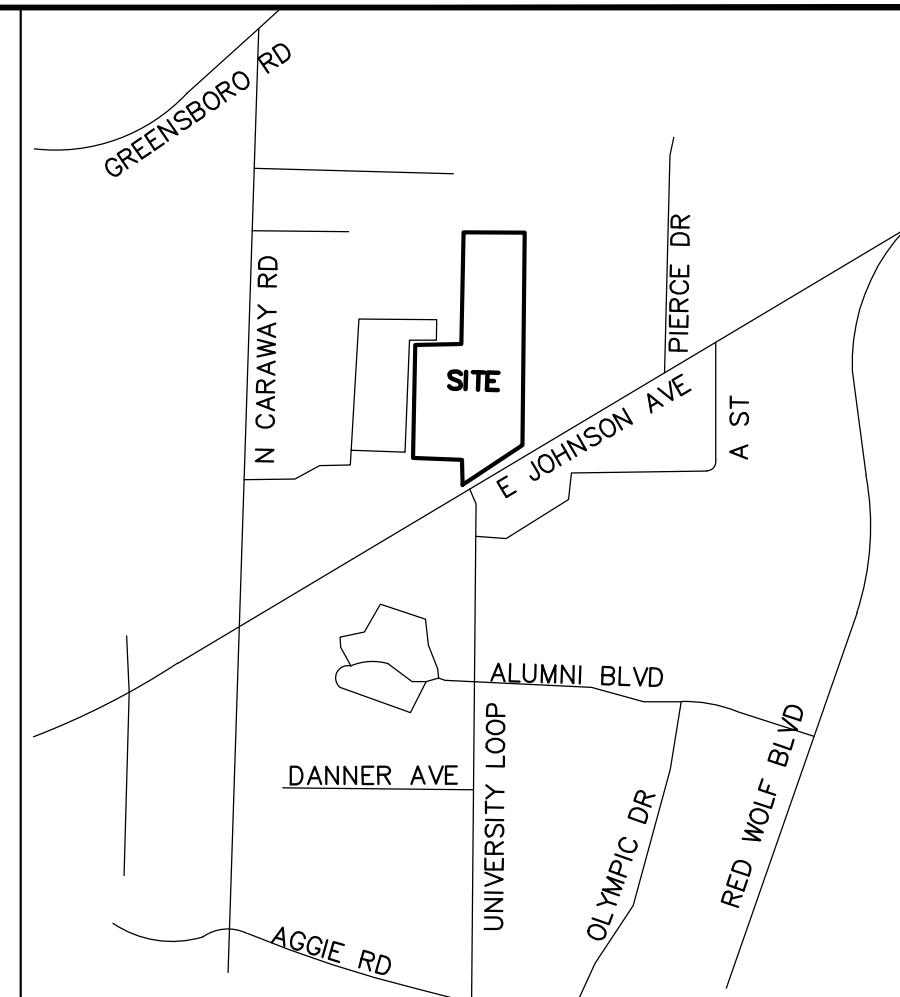 GREENSBORO RD
PIERCE DR
N CARAWAY RD
SITE
E JOHNSON AVE
A ST
ALUMNI BLVD
DANNER AVE
UNIVERSITY LOOP
OLYMPIC DR
RED WOLF BLVD
AGGIE RD